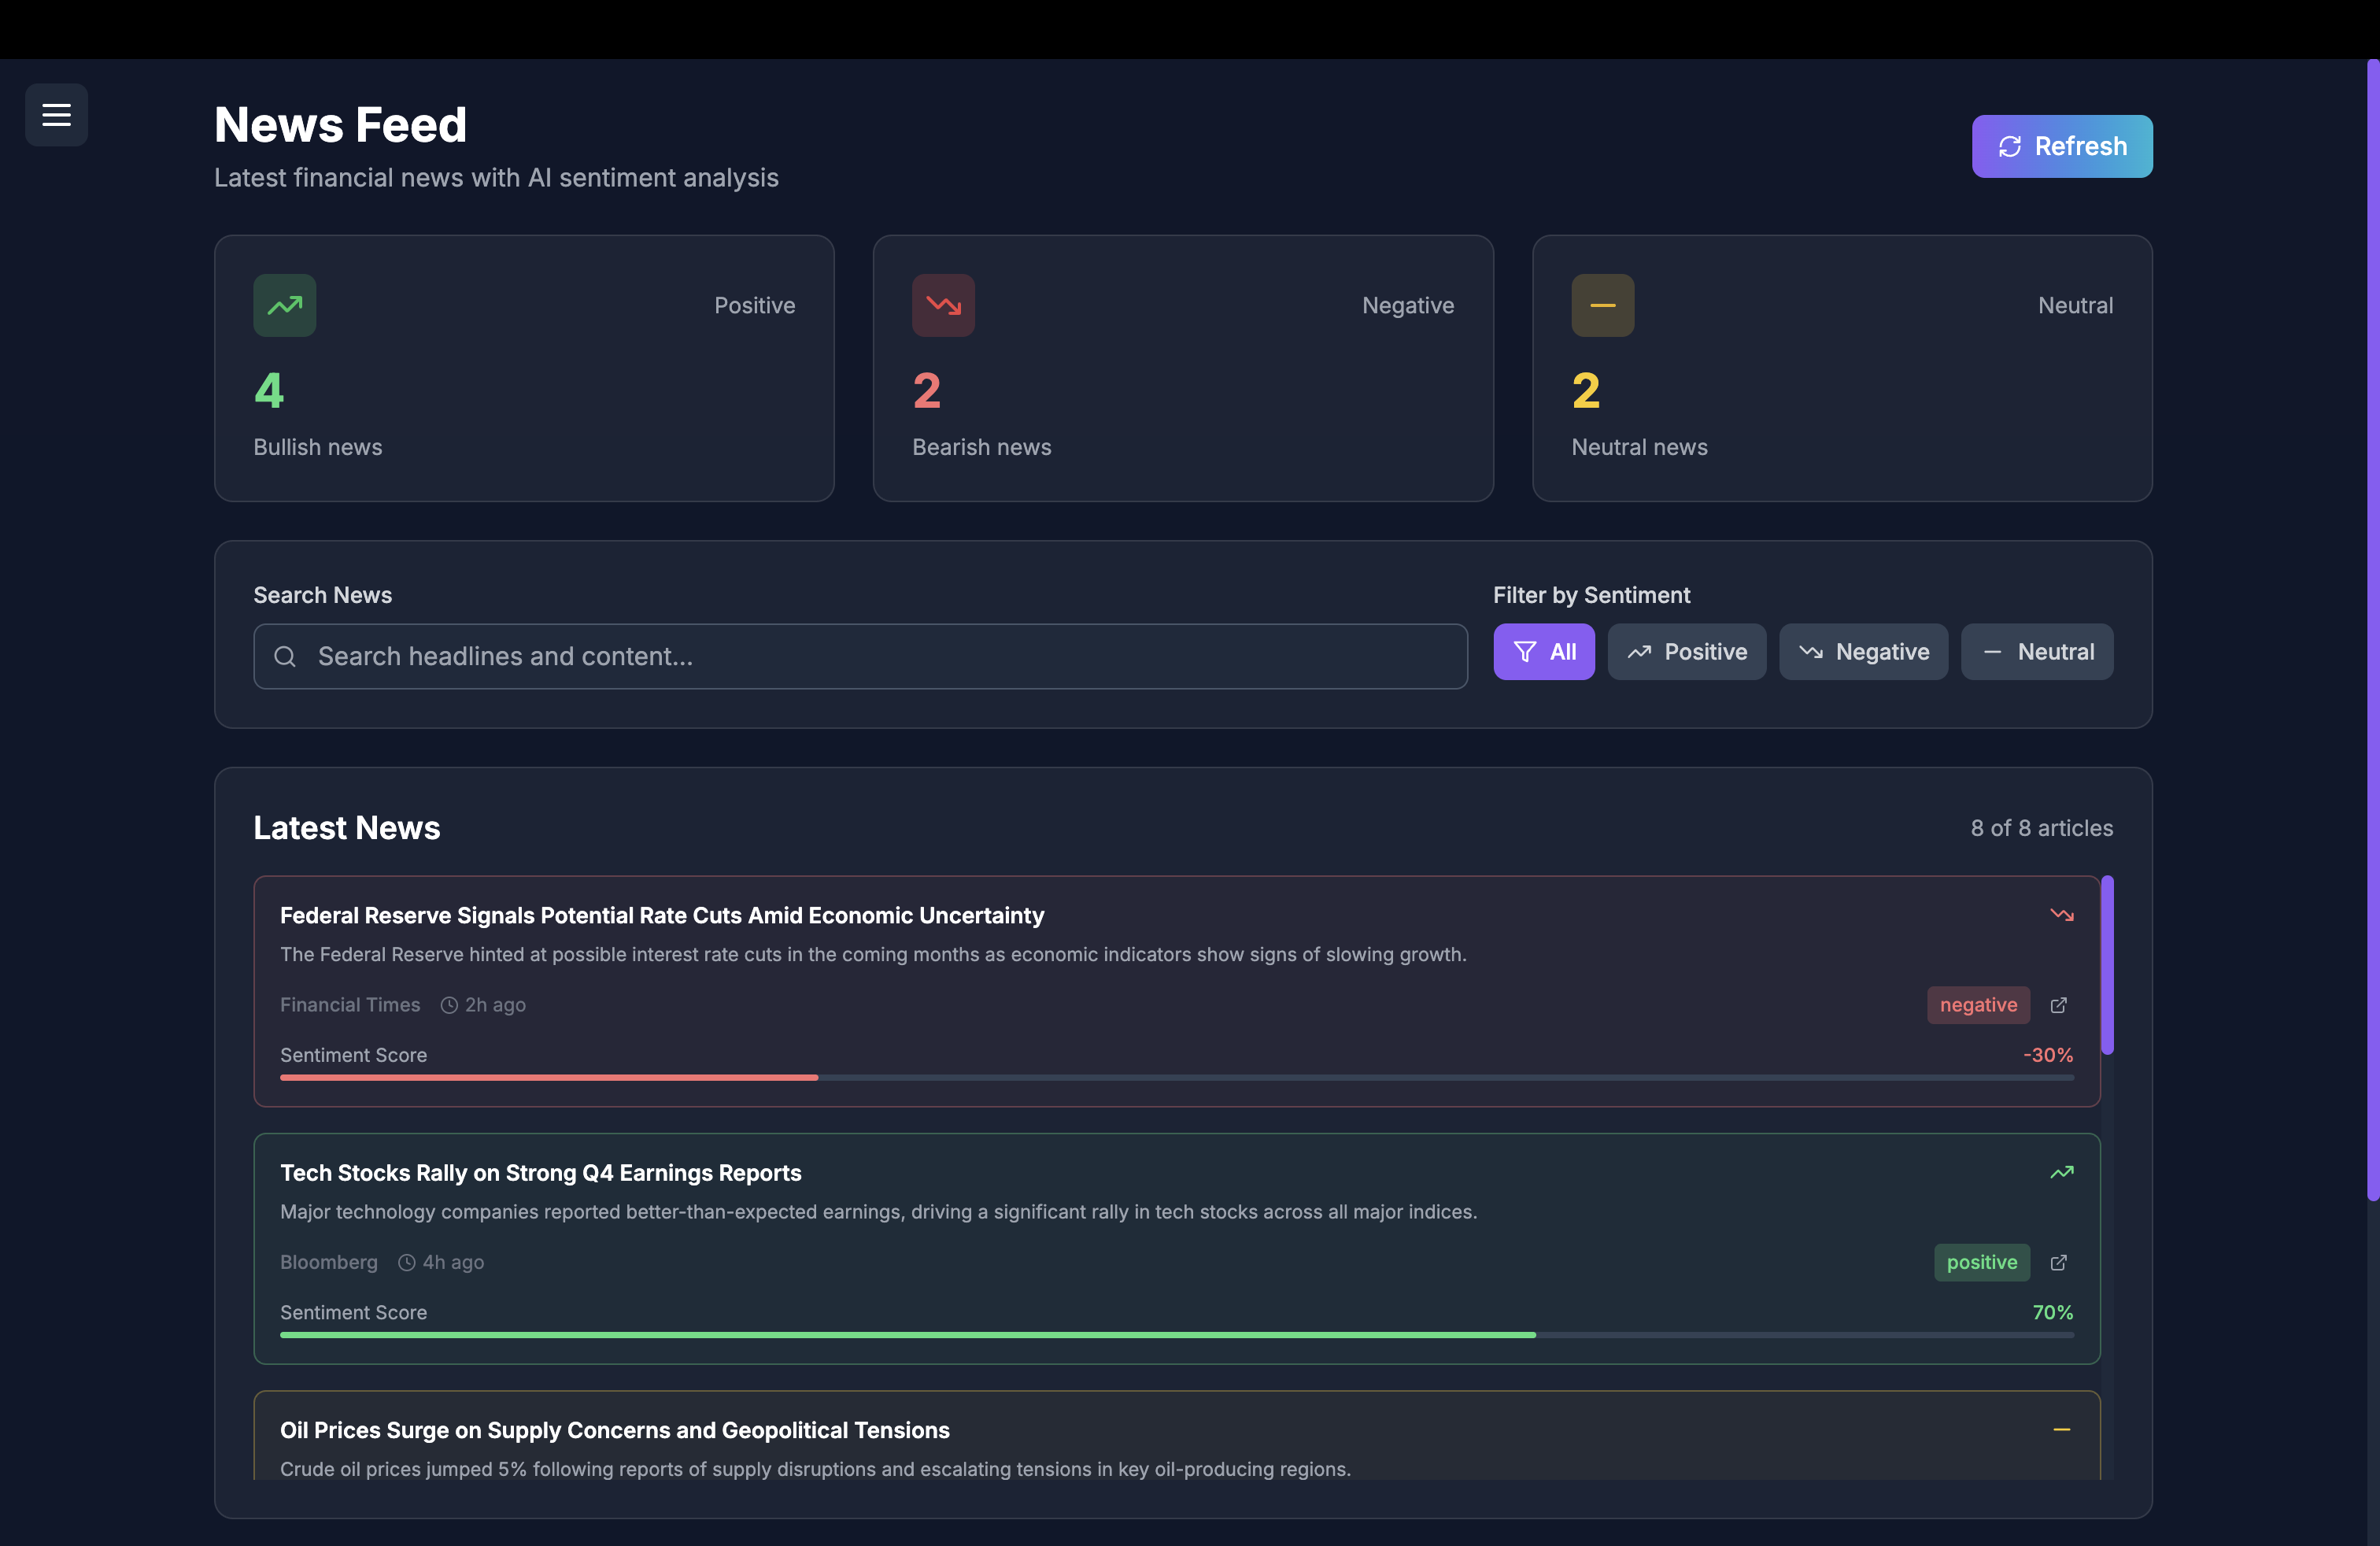 News Feed
Latest financial news with AI sentiment analysis
Refresh
Positive
4
Bullish news
Negative
2
Bearish news
Neutral
2
Neutral news
Search News
Search headlines and content...
Filter by Sentiment
All
Positive
Negative
Neutral
Latest News
8 of 8 articles
Federal Reserve Signals Potential Rate Cuts Amid Economic Uncertainty
The Federal Reserve hinted at possible interest rate cuts in the coming months as economic indicators show signs of slowing growth.
Financial Times 2h ago
negative
Sentiment Score
-30%
Tech Stocks Rally on Strong Q4 Earnings Reports
Major technology companies reported better-than-expected earnings, driving a significant rally in tech stocks across all major indices.
Bloomberg 4h ago
positive
Sentiment Score
70%
Oil Prices Surge on Supply Concerns and Geopolitical Tensions
Crude oil prices jumped 5% following reports of supply disruptions and escalating tensions in key oil-producing regions.